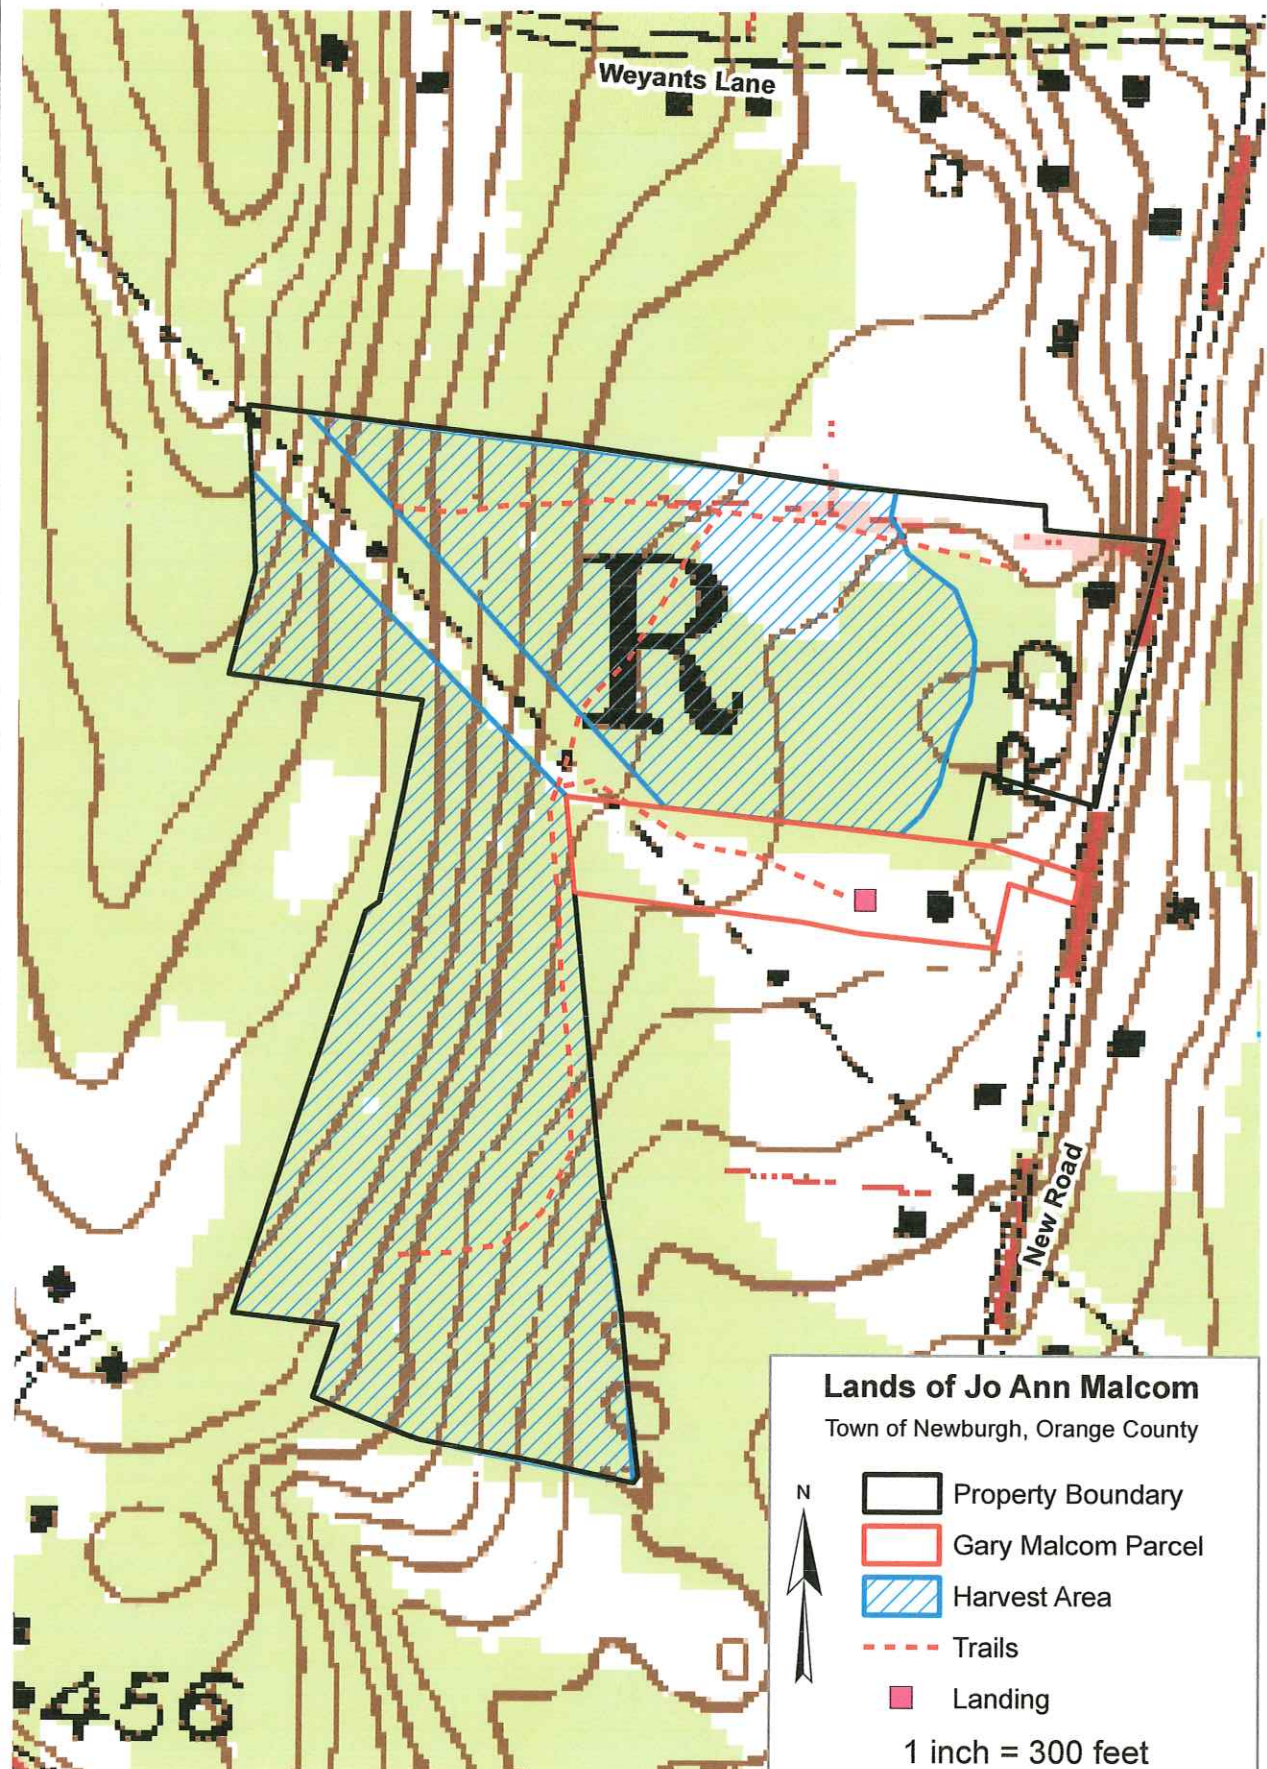 Weyants Lane
R
RD
New Road
Lands of Jo Ann Malcom
Town of Newburgh, Orange County
N
Property Boundary
Gary Malcom Parcel
Harvest Area
Trails
Landing
1 inch = 300 feet
456